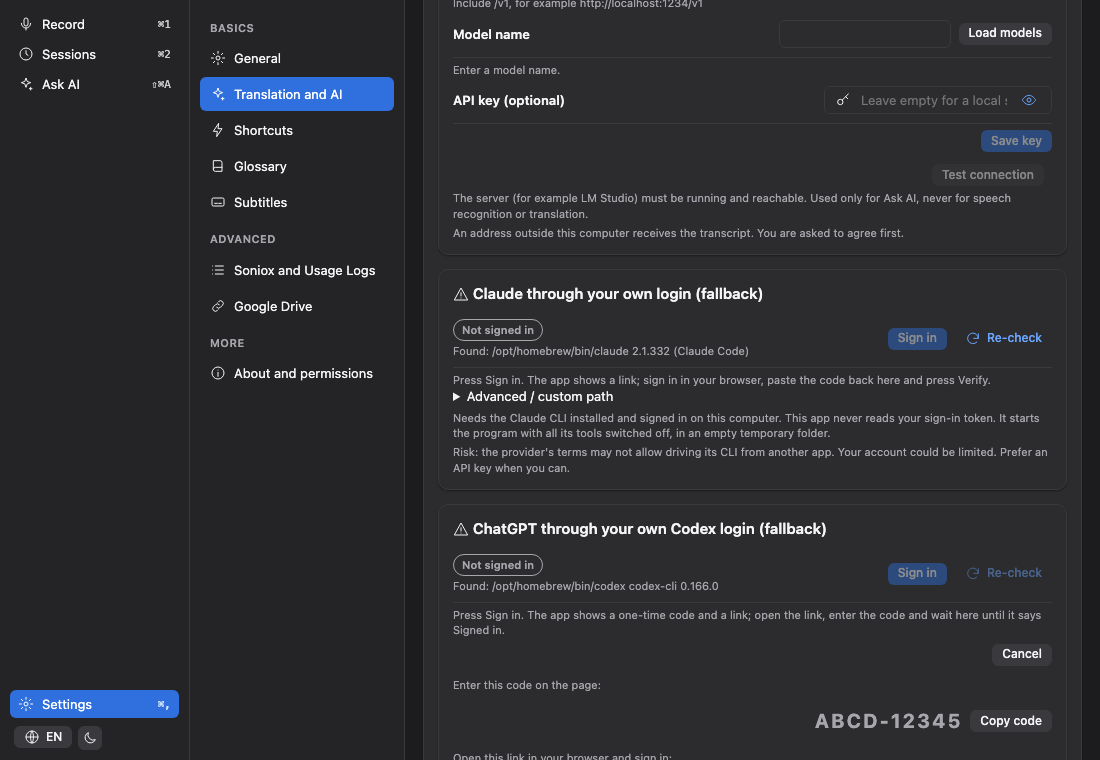 Record ⌘1
Sessions ⌘2
Ask AI ⇧⌘A
Settings ⌘,
EN
BASICS
General
Translation and AI
Shortcuts
Glossary
Subtitles
ADVANCED
Soniox and Usage Logs
Google Drive
MORE
About and permissions
Include /v1, for example http://localhost:1234/v1
Model name
Load models
Enter a model name.
API key (optional)
Leave empty for a local
Save key
Test connection
The server (for example LM Studio) must be running and reachable. Used only for Ask AI, never for speech
recognition or translation.
An address outside this computer receives the transcript. You are asked to agree first.
Claude through your own login (fallback)
Not signed in
Sign in
Re-check
Found: /opt/homebrew/bin/claude 2.1.332 (Claude Code)
Press Sign in. The app shows a link; sign in in your browser, paste the code back here and press Verify.
Advanced / custom path
Needs the Claude CLI installed and signed in on this computer. This app never reads your sign-in token. It starts
the program with all its tools switched off, in an empty temporary folder.
Risk: the provider's terms may not allow driving its CLI from another app. Your account could be limited. Prefer an
API key when you can.
ChatGPT through your own Codex login (fallback)
Not signed in
Sign in
Re-check
Found: /opt/homebrew/bin/codex codex-cli 0.166.0
Press Sign in. The app shows a one-time code and a link; open the link, enter the code and wait here until it says
Signed in.
Cancel
Enter this code on the page:
ABCD-12345
Copy code
Open this link in your browser and sign in: